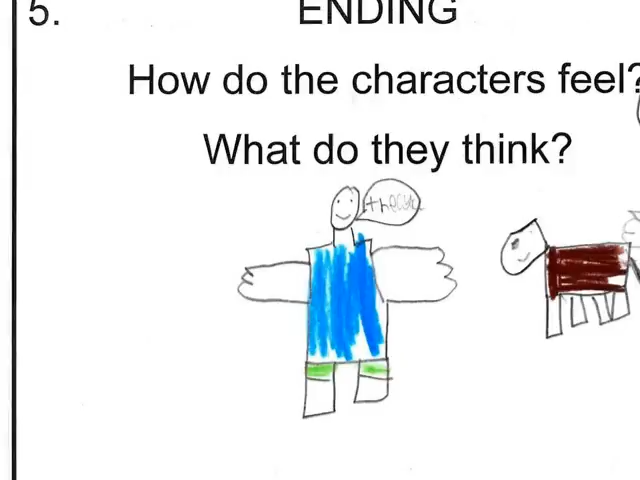 5. ENDING
How do the characters feel?
What do they think?